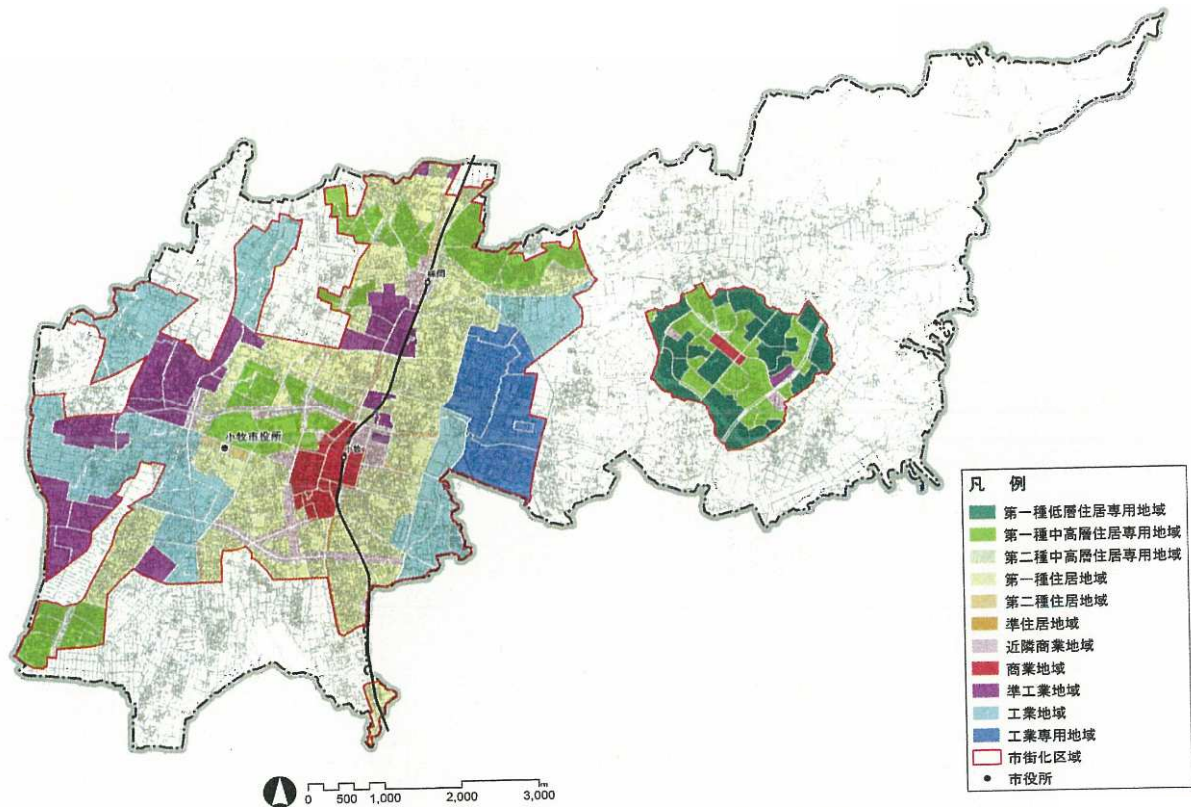 味岡
小牧市役所
小牧
凡 例
第一種低層住居専用地域
第一種中高層住居専用地域
第二種中高層住居専用地域
第一種住居地域
第二種住居地域
準住居地域
近隣商業地域
商業地域
準工業地域
工業地域
工業専用地域
市街化区域
市役所
0 500 1,000 2,000 3,000 m